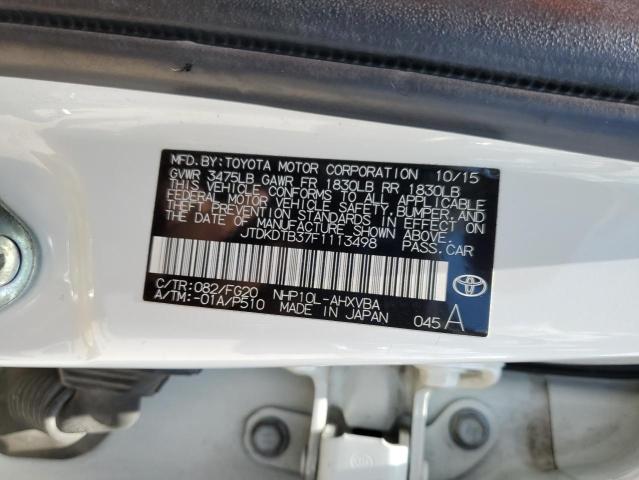 MFD.BY:TOYOTA MOTOR CORPORATION 10/15
GVWR 3475LB GAWR FR 1830LB RR 1830LB
THIS VEHICLE CONFORMS TO ALL APPLICABLE
FEDERAL MOTOR VEHICLE SAFETY,BUMPER,AND
THEFT PREVENTION STANDARDS IN EFFECT ON
THE DATE OF MANUFACTURE SHOWN ABOVE.
JTDKDTB37F1113498 PASS.CAR
C/TR:082/FG20 NHP10L-AHXVBA
A/TM:-01A/P510 MADE IN JAPAN 045 A